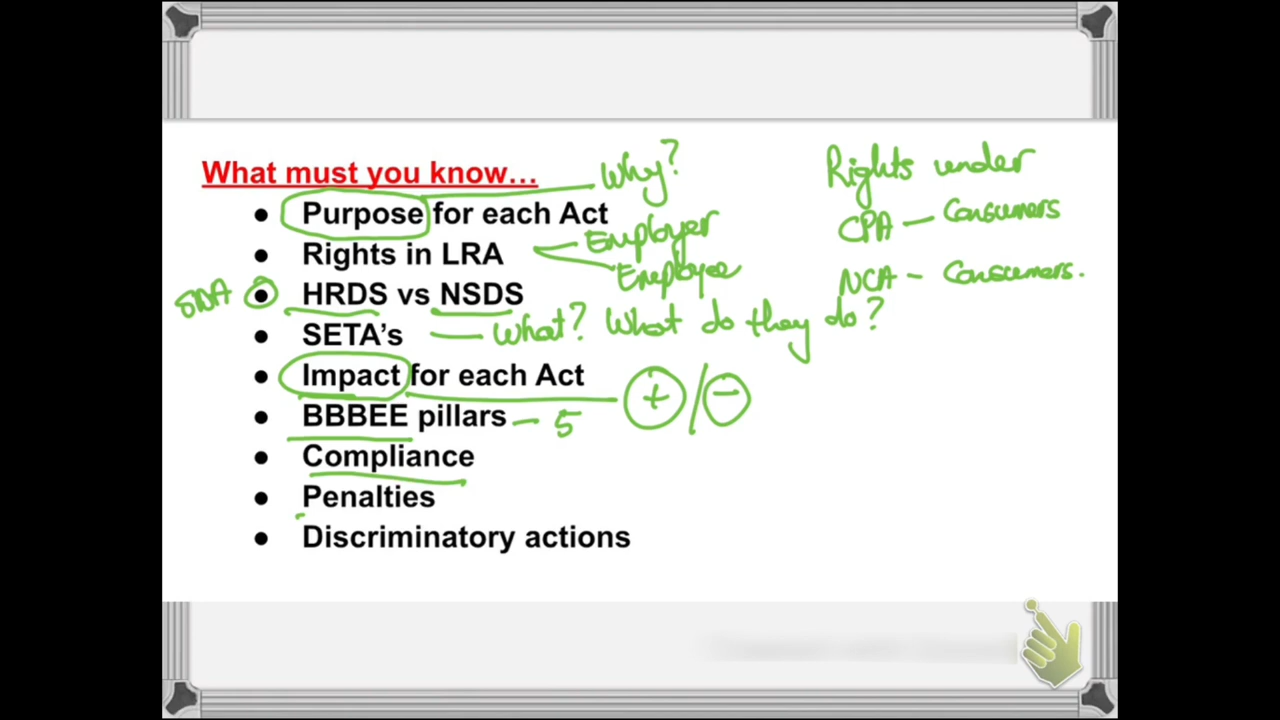 What must you know... Why?
● Purpose for each Act
● Rights in LRA Employer
Employee
SDA ● HRDS vs NSDS
● SETA's — What? What do they do?
● Impact for each Act + / -
● BBBEE pillars — 5
● Compliance
● Penalties
● Discriminatory actions
Rights under
CPA — Consumers
NCA — Consumers.